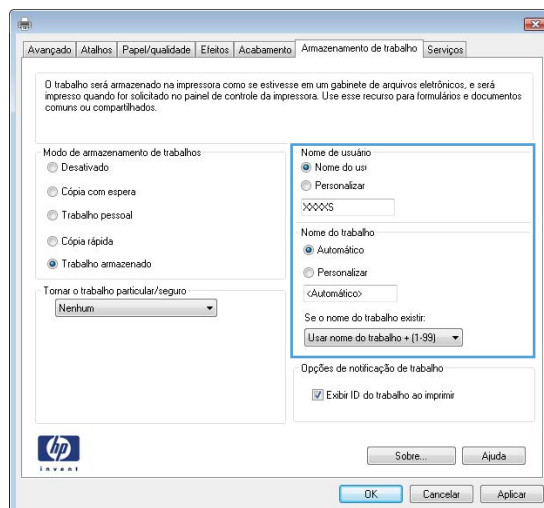 Avançado Atalhos Papel/qualidade Efeitos Acabamento Armazenamento de trabalho Serviços
O trabalho será armazenado na impressora como se estivesse em um gabinete de arquivos eletrônicos, e será
impresso quando for solicitado no painel de controle da impressora. Use esse recurso para formulários e documentos
comuns ou compartilhados.
Modo de armazenamento de trabalhos
Desativado
Cópia com espera
Trabalho pessoal
Cópia rápida
Trabalho armazenado
Tornar o trabalho particular/seguro
Nenhum
Nome de usuário
Nome do usu
Personalizar
XXXXS
Nome do trabalho
Automático
Personalizar
<Automático>
Se o nome do trabalho existir:
Usar nome do trabalho + (1-99)
Opções de notificação de trabalho
Exibir ID do trabalho ao imprimir
hp
invent
Sobre... Ajuda
OK Cancelar Aplicar